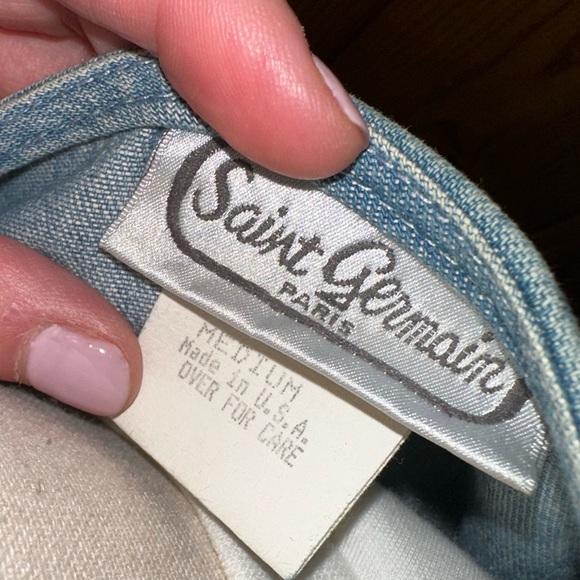 Saint Germain
PARIS
MEDIUM
Made in U.S.A.
OVER FOR CARE